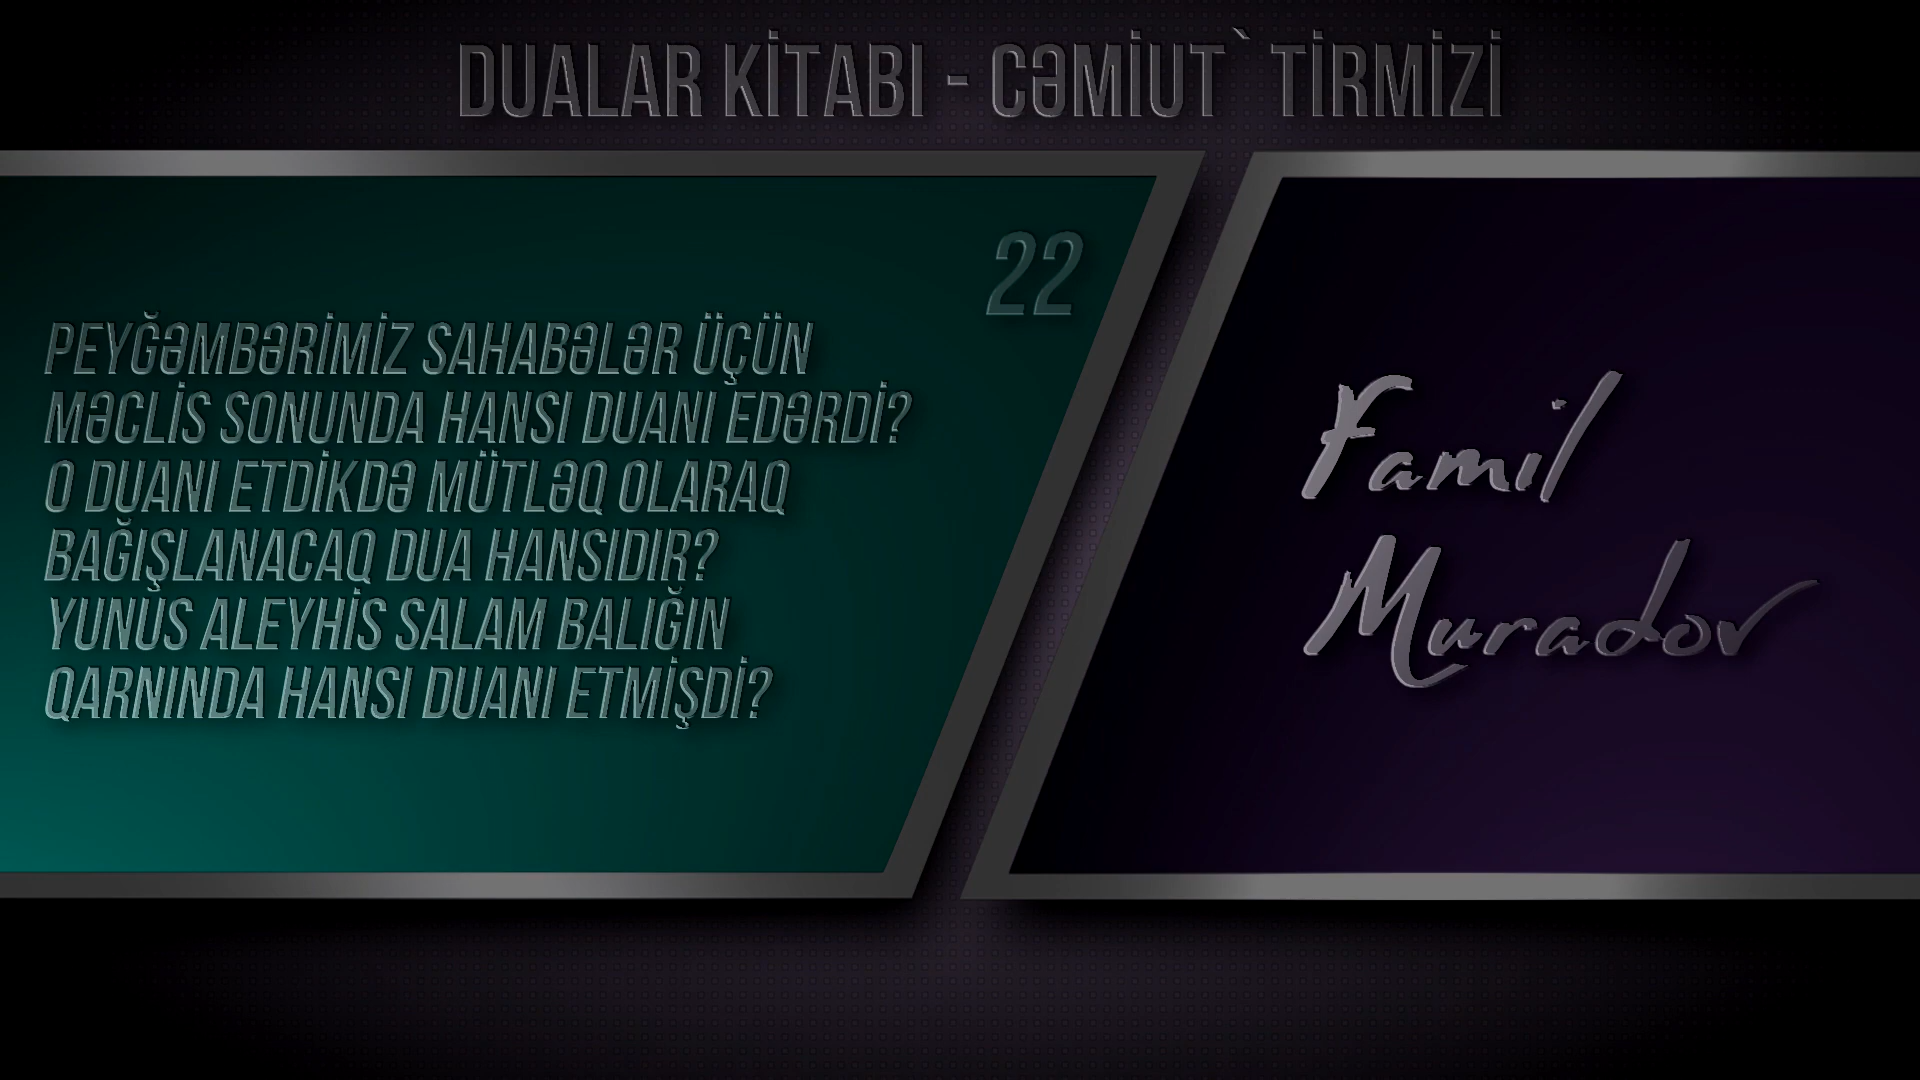 DUALAR KİTABI - CƏMİUT` TİRMİZİ
22
PEYĞƏMBƏRİMİZ SAHABƏLƏR ÜÇÜN
MƏCLİS SONUNDA HANSI DUANI EDƏRDİ?
O DUANI ETDİKDƏ MÜTLƏQ OLARAQ
BAĞIŞLANACAQ DUA HANSIDIR?
YUNUS ALEYHİS SALAM BALIĞIN
QARNINDA HANSI DUANI ETMİŞDİ?
Famil
Muradov